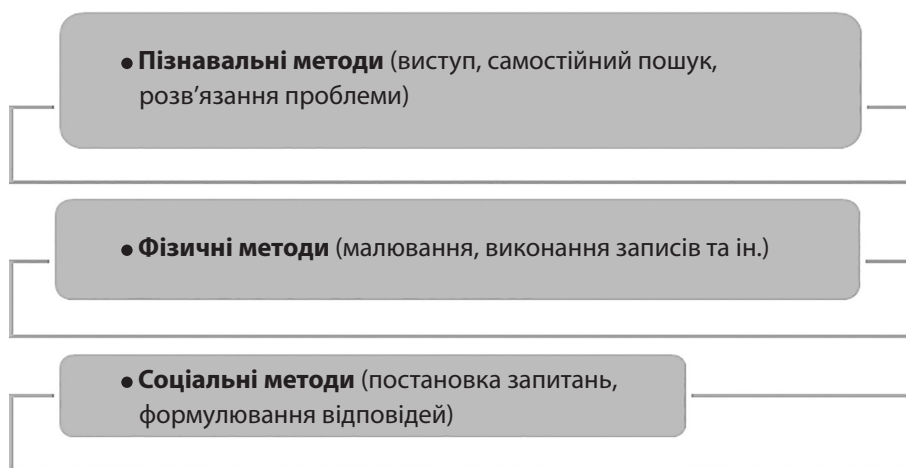 • Пізнавальні методи (виступ, самостійний пошук,
розв’язання проблеми)
• Фізичні методи (малювання, виконання записів та ін.)
• Соціальні методи (постановка запитань,
формулювання відповідей)